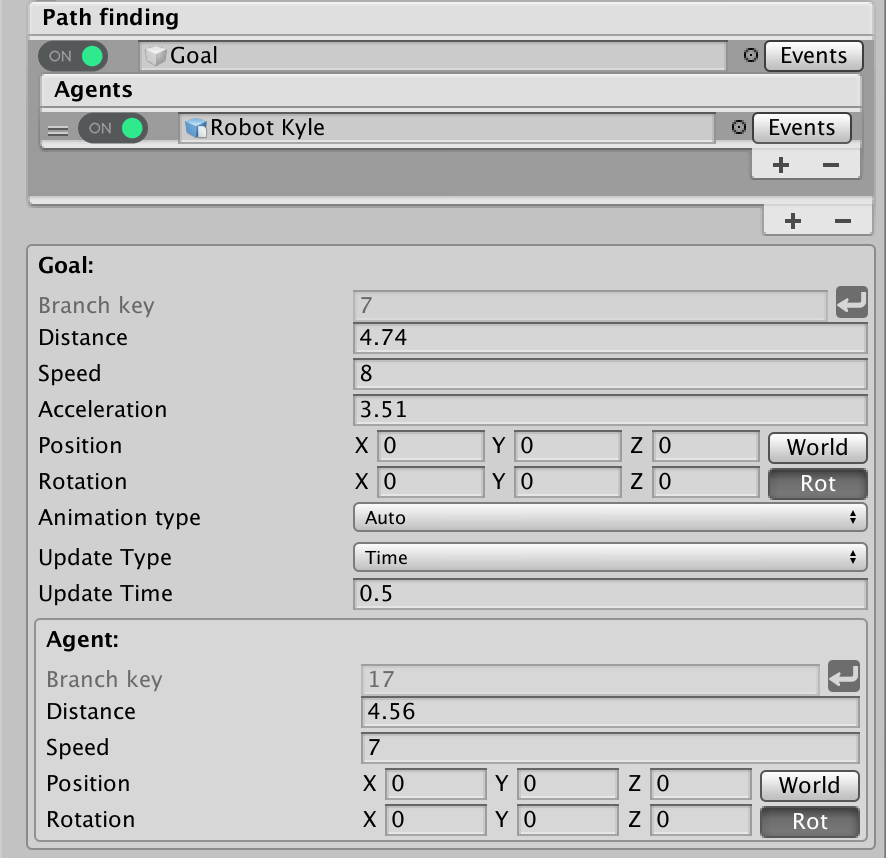 Path finding
ON Goal Events
Agents
ON Robot Kyle Events
+ −
+ −
Goal:
Branch key 7
Distance 4.74
Speed 8
Acceleration 3.51
Position X 0 Y 0 Z 0 World
Rotation X 0 Y 0 Z 0 Rot
Animation type Auto
Update Type Time
Update Time 0.5
Agent:
Branch key 17
Distance 4.56
Speed 7
Position X 0 Y 0 Z 0 World
Rotation X 0 Y 0 Z 0 Rot